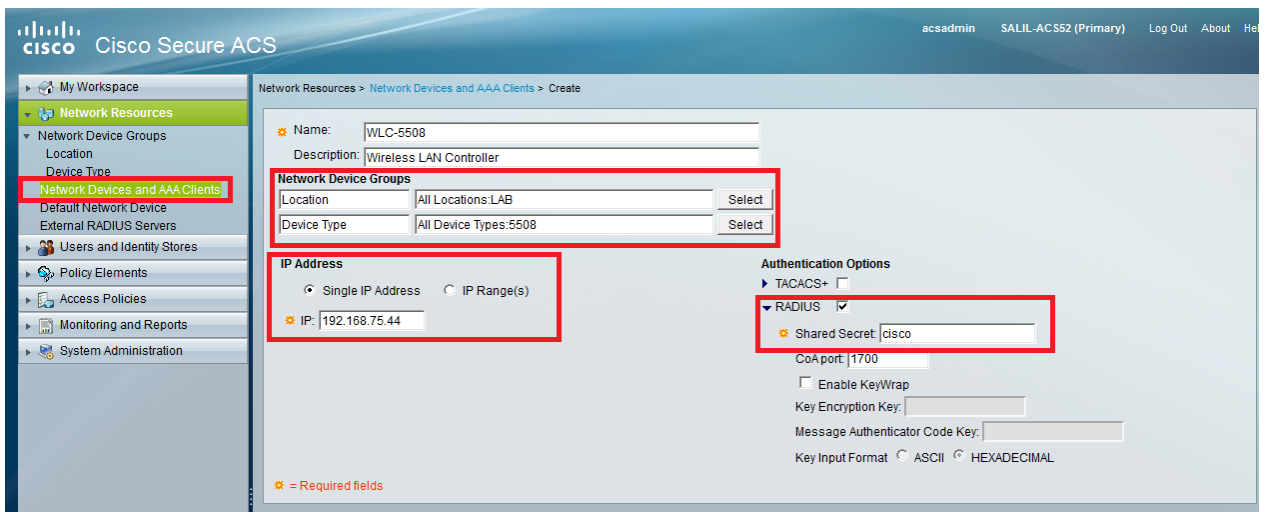 CISCO Cisco Secure ACS
acsadmin SALIL-ACS52 (Primary) Log Out About
My Workspace
Network Resources
Network Device Groups
Location
Device Type
Network Devices and AAA Clients
Default Network Device
External RADIUS Servers
Users and Identity Stores
Policy Elements
Access Policies
Monitoring and Reports
System Administration
Network Resources > Network Devices and AAA Clients > Create
Name: WLC-5508
Description: Wireless LAN Controller
Network Device Groups
Location All Locations:LAB Select
Device Type All Device Types:5508 Select
IP Address
Single IP Address IP Range(s)
IP: 192.168.75.44
Authentication Options
TACACS+
RADIUS
Shared Secret: cisco
CoA port: 1700
Enable KeyWrap
Key Encryption Key:
Message Authenticator Code Key:
Key Input Format ASCII HEXADECIMAL
= Required fields